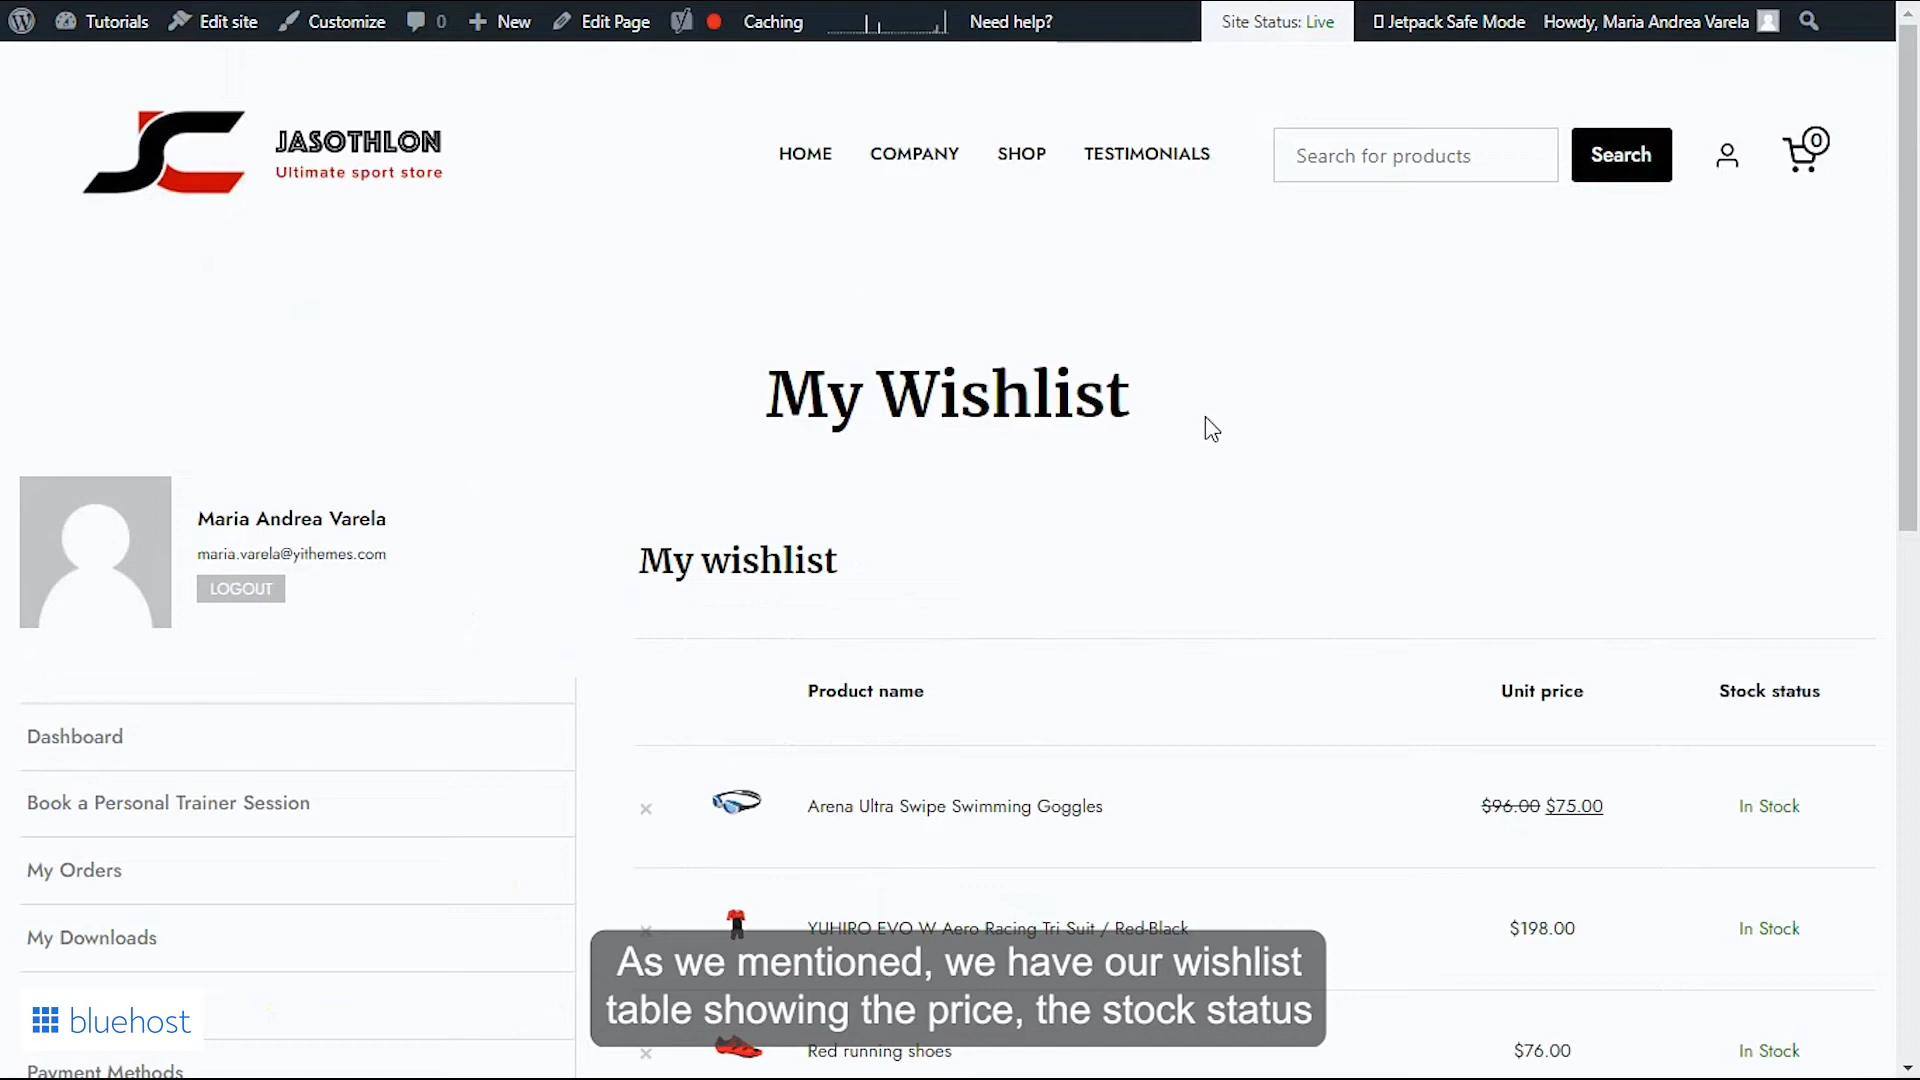 Tutorials Edit site Customize 0 New Edit Page Caching Need help? Site Status: Live Jetpack Safe Mode Howdy, Maria Andrea Varela
JC
JASOTHLON
Ultimate sport store
HOME COMPANY SHOP TESTIMONIALS Search for products Search 0
My Wishlist
Maria Andrea Varela
maria.varela@yithemes.com
LOGOUT
Dashboard
Book a Personal Trainer Session
My Orders
My Downloads
Payment Methods
My wishlist
Product name Unit price Stock status
× Arena Ultra Swipe Swimming Goggles $96.00 $75.00 In Stock
× YUHIRO EVO W Aero Racing Tri Suit / Red-Black $198.00 In Stock
× Red running shoes $76.00 In Stock
As we mentioned, we have our wishlist
table showing the price, the stock status
bluehost